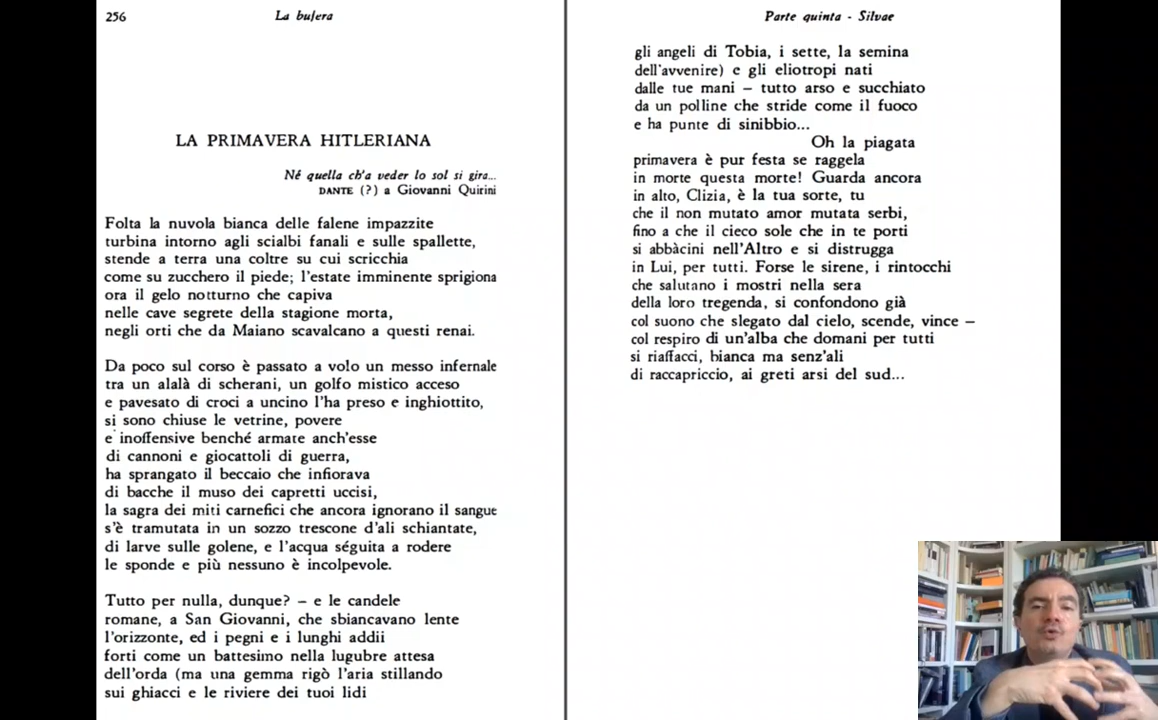 256
La bufera
LA PRIMAVERA HITLERIANA
Né quella ch'a veder lo sol si gira...
DANTE (?) a Giovanni Quirini
Folta la nuvola bianca delle falene impazzite
turbina intorno agli scialbi fanali e sulle spallette,
stende a terra una coltre su cui scricchia
come su zucchero il piede; l'estate imminente sprigiona
ora il gelo notturno che capiva
nelle cave segrete della stagione morta,
negli orti che da Maiano scavalcano a questi renai.
Da poco sul corso è passato a volo un messo infernale
tra un alalà di scherani, un golfo mistico acceso
e pavesato di croci a uncino l'ha preso e inghiottito,
si sono chiuse le vetrine, povere
e inoffensive benché armate anch'esse
di cannoni e giocattoli di guerra,
ha sprangato il beccaio che infiorava
di bacche il muso dei capretti uccisi,
la sagra dei miti carnefici che ancora ignorano il sangue
s'è tramutata in un sozzo trescone d'ali schiantate,
di larve sulle golene, e l'acqua séguita a rodere
le sponde e più nessuno è incolpevole.
Tutto per nulla, dunque? – e le candele
romane, a San Giovanni, che sbiancavano lente
l'orizzonte, ed i pegni e i lunghi addii
forti come un battesimo nella lugubre attesa
dell'orda (ma una gemma rigò l'aria stillando
sui ghiacci e le riviere dei tuoi lidi
Parte quinta - Silvae
gli angeli di Tobia, i sette, la semina
dell'avvenire) e gli eliotropi nati
dalle tue mani – tutto arso e succhiato
da un polline che stride come il fuoco
e ha punte di sinibbio...
Oh la piagata
primavera è pur festa se raggela
in morte questa morte! Guarda ancora
in alto, Clizia, è la tua sorte, tu
che il non mutato amor mutata serbi,
fino a che il cieco sole che in te porti
si abbàcini nell'Altro e si distrugga
in Lui, per tutti. Forse le sirene, i rintocchi
che salutano i mostri nella sera
della loro tregenda, si confondono già
col suono che slegato dal cielo, scende, vince –
col respiro di un'alba che domani per tutti
si riaffacci, bianca ma senz'ali
di raccapriccio, ai greti arsi del sud...